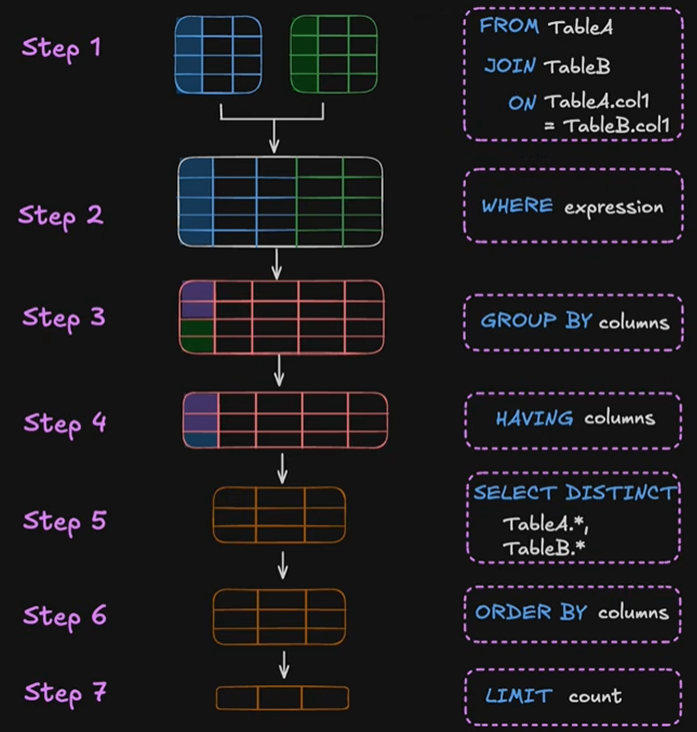 Step 1
FROM TableA
JOIN TableB
ON TableA.col1
= TableB.col1
Step 2
WHERE expression
Step 3
GROUP BY columns
Step 4
HAVING columns
Step 5
SELECT DISTINCT
TableA.*,
TableB.*
Step 6
ORDER BY columns
Step 7
LIMIT count